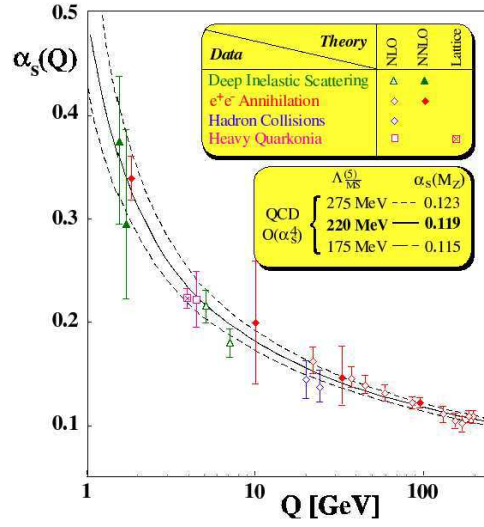 0.5
αs(Q)
Theory
Data
NLO
NNLO
Lattice
Deep Inelastic Scattering
e+e- Annihilation
Hadron Collisions
Heavy Quarkonia
0.4
Λ(5)MS αs(MZ)
275 MeV 0.123
QCD 220 MeV 0.119
O(αs4) 175 MeV 0.115
0.3
0.2
0.1
1 10 100
Q [GeV]